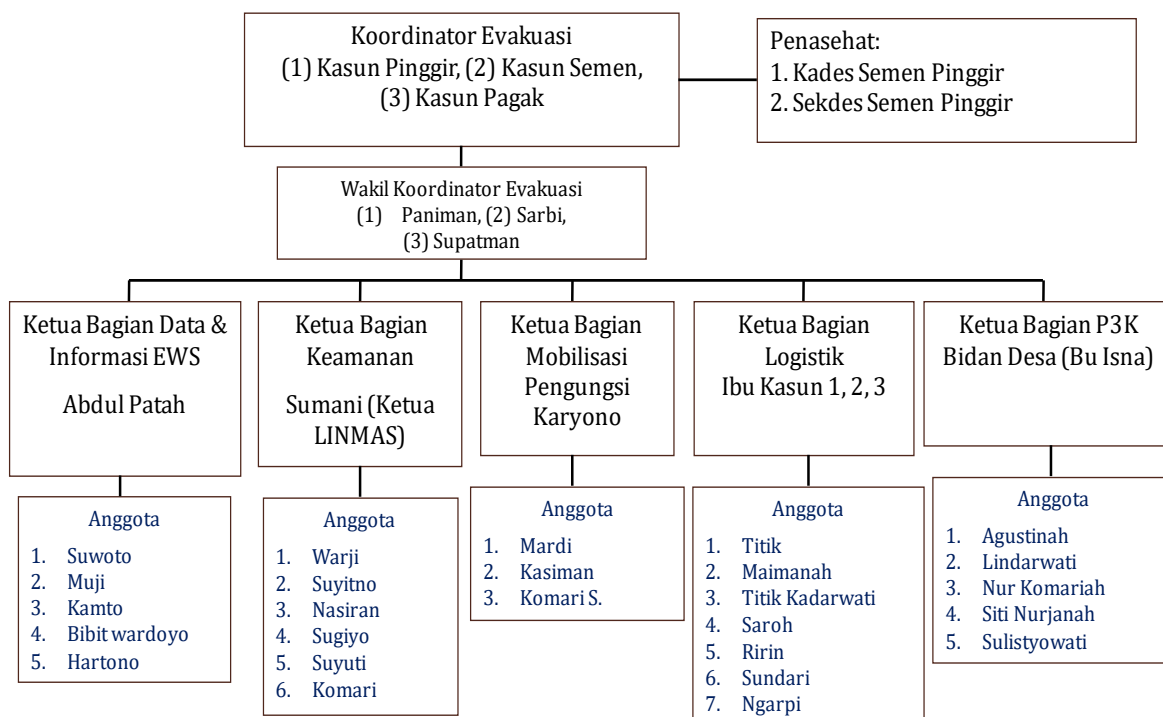 Koordinator Evakuasi
(1) Kasun Pinggir, (2) Kasun Semen,
(3) Kasun Pagak
Penasehat:
1. Kades Semen Pinggir
2. Sekdes Semen Pinggir
Wakil Koordinator Evakuasi
(1) Paniman, (2) Sarbi,
(3) Supatman
Ketua Bagian Data &
Informasi EWS
Abdul Patah
Ketua Bagian
Keamanan
Sumani (Ketua
LINMAS)
Ketua Bagian
Mobilisasi
Pengungsi
Karyono
Ketua Bagian
Logistik
Ibu Kasun 1, 2, 3
Ketua Bagian P3K
Bidan Desa (Bu Isna)
Anggota
1. Suwoto
2. Muji
3. Kamto
4. Bibit wardoyo
5. Hartono
Anggota
1. Warji
2. Suyitno
3. Nasiran
4. Sugiyo
5. Suyuti
6. Komari
Anggota
1. Mardi
2. Kasiman
3. Komari S.
Anggota
1. Titik
2. Maimanah
3. Titik Kadarwati
4. Saroh
5. Ririn
6. Sundari
7. Ngarpi
Anggota
1. Agustinah
2. Lindarwati
3. Nur Komariah
4. Siti Nurjanah
5. Sulistyowati